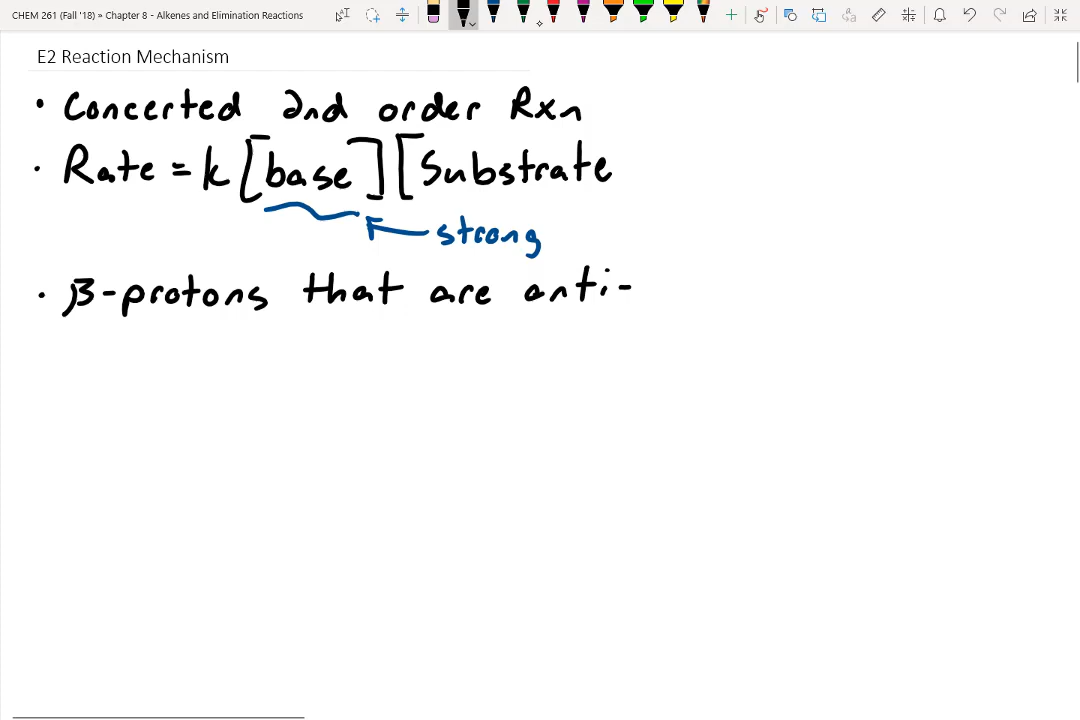 CHEM 261 (Fall '18) » Chapter 8 - Alkenes and Elimination Reactions
E2 Reaction Mechanism
• Concerted 2nd order Rxn
• Rate = k[base][Substrate
strong
• β-protons that are anti-